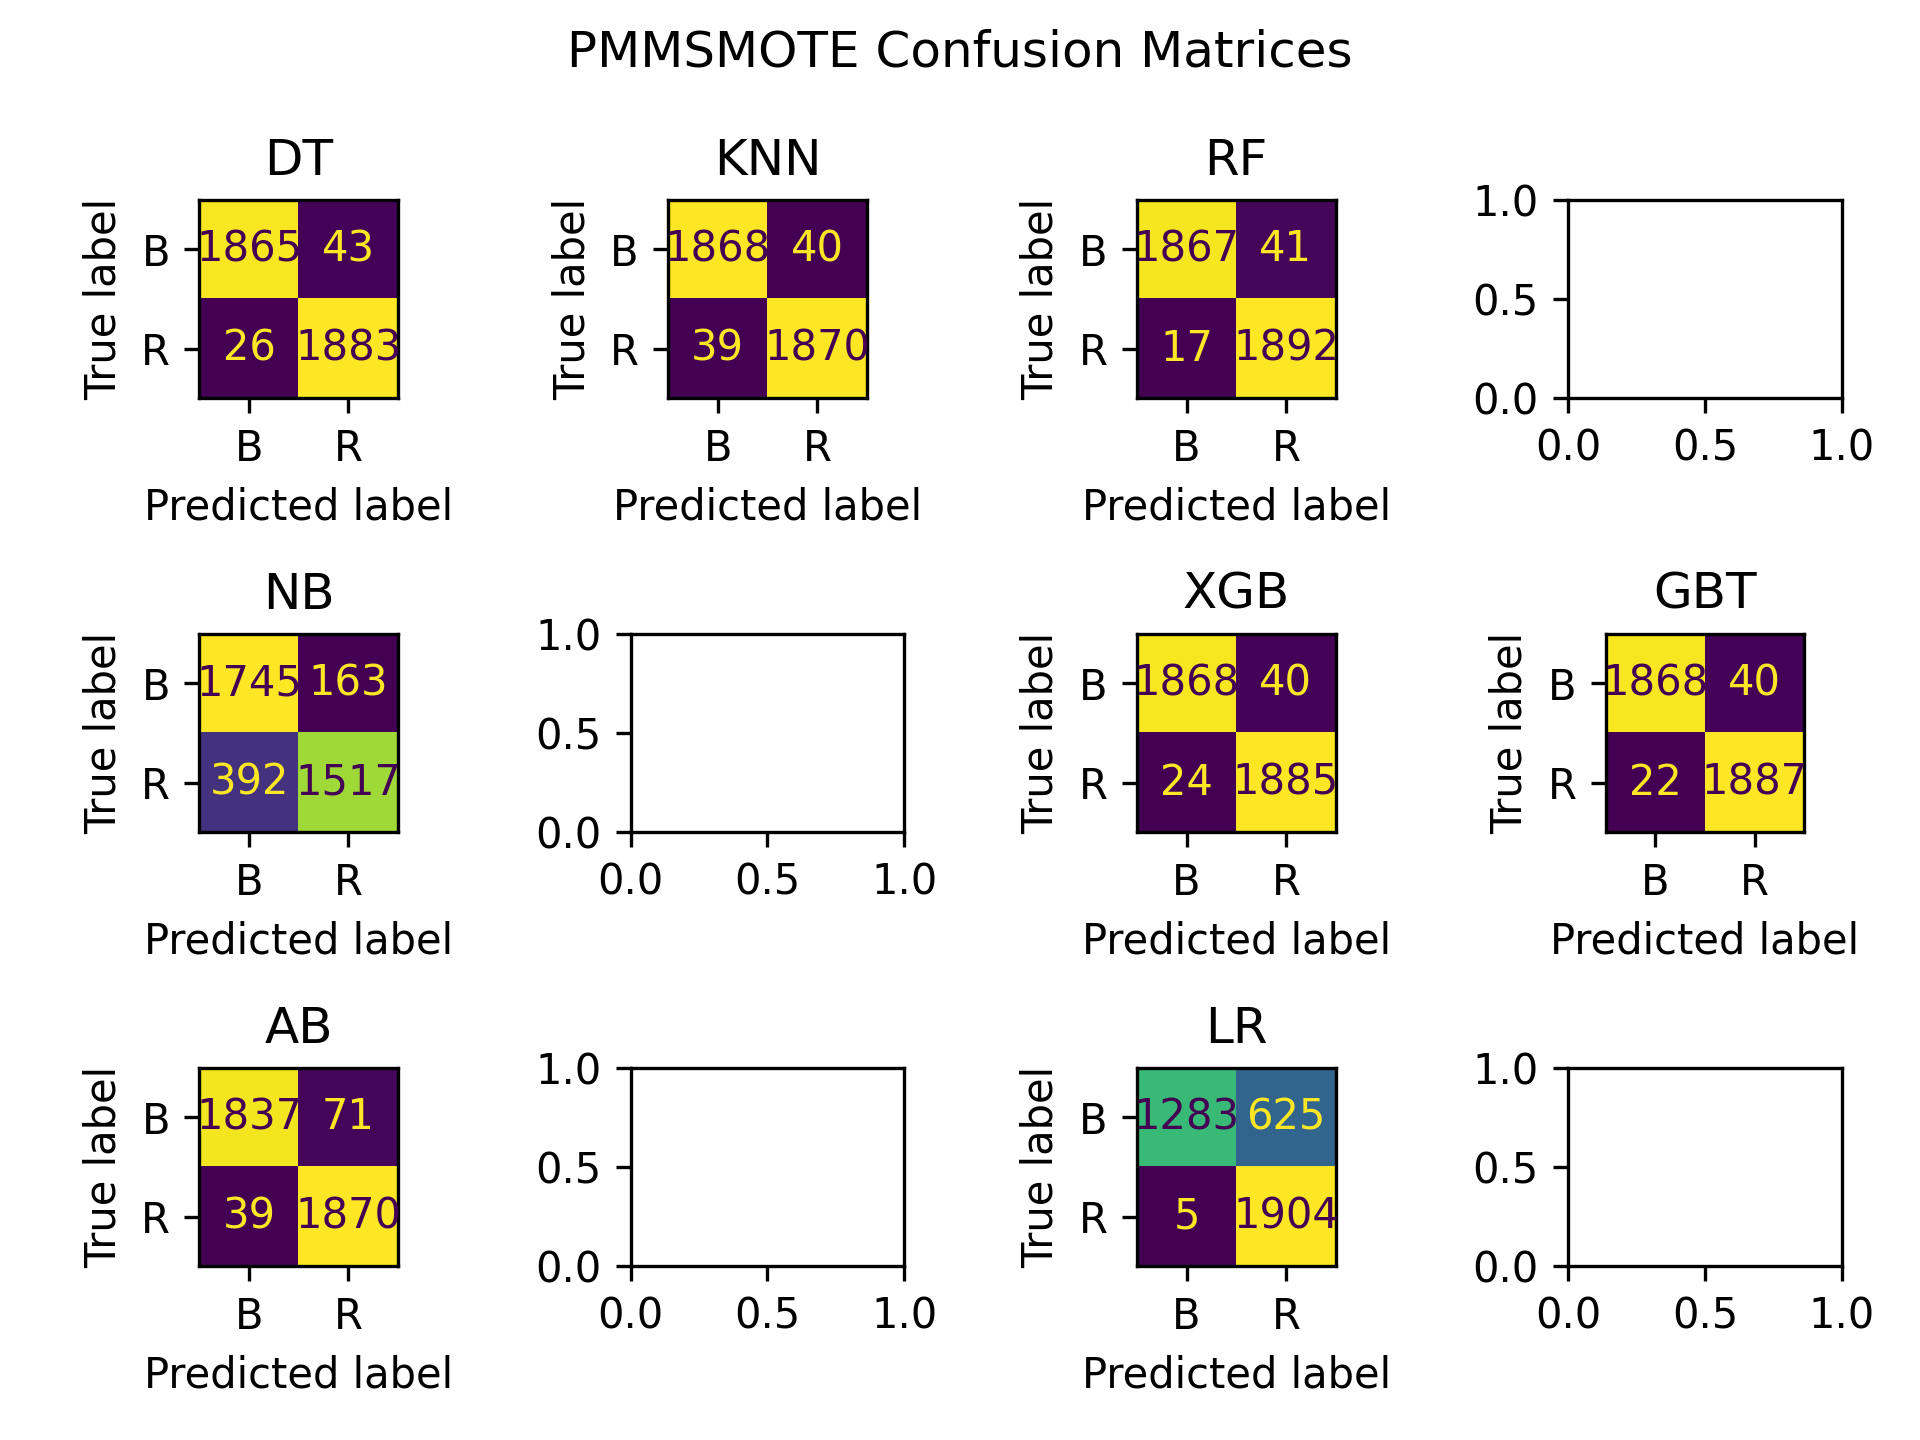 PMMSMOTE Confusion Matrices
DT
True label
B
1865 43
R
26 1883
B R
Predicted label
KNN
True label
B
1868 40
R
39 1870
B R
Predicted label
RF
True label
B
1867 41
R
17 1892
B R
Predicted label
1.0
0.5
0.0
0.0 0.5 1.0
NB
True label
B
1745 163
R
392 1517
B R
Predicted label
1.0
0.5
0.0
0.0 0.5 1.0
XGB
True label
B
1868 40
R
24 1885
B R
Predicted label
GBT
True label
B
1868 40
R
22 1887
B R
Predicted label
AB
True label
B
1837 71
R
39 1870
B R
Predicted label
1.0
0.5
0.0
0.0 0.5 1.0
LR
True label
B
1283 625
R
5 1904
B R
Predicted label
1.0
0.5
0.0
0.0 0.5 1.0